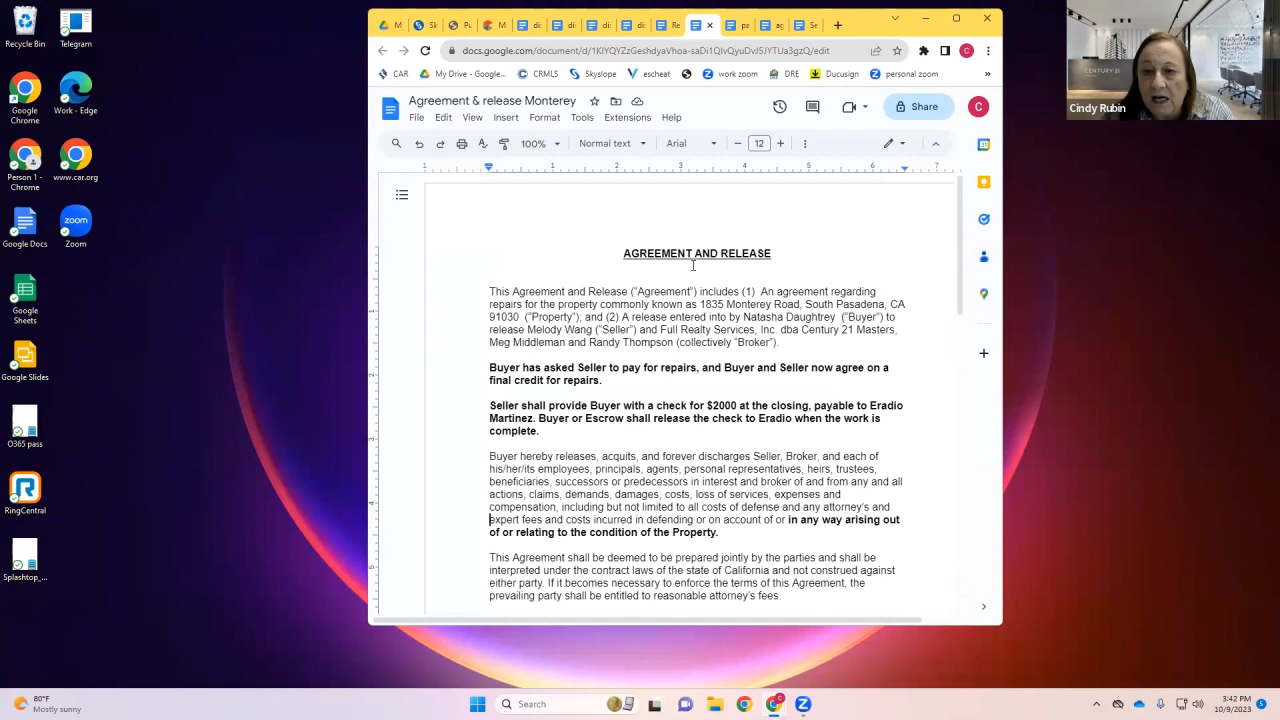 Recycle Bin
Telegram
Google
Chrome
Work - Edge
Person 1 -
Chrome
www.car.org
Google Docs
Zoom
zoom
Google
Sheets
Google Slides
O365 pass
RingCentral
Splashtop_...
docs.google.com/document/d/
/edit
CAR
My Drive - Google...
CRMLS
Skyslope
escheat
work zoom
DRE
Docusign
personal zoom
»
Agreement & release Monterey
File Edit View Insert Format Tools Extensions Help
Share
C
100%
Normal text
Arial
12
1 1 2 3 4 5 6 7
AGREEMENT AND RELEASE
This Agreement and Release ("Agreement") includes (1) An agreement regarding
repairs for the property commonly known as 1835 Monterey Road, South Pasadena, CA
91030 ("Property"); and (2) A release entered into by Natasha Daughtrey ("Buyer") to
release Melody Wang ("Seller") and Full Realty Services, Inc. dba Century 21 Masters,
Meg Middleman and Randy Thompson (collectively "Broker").
Buyer has asked Seller to pay for repairs, and Buyer and Seller now agree on a
final credit for repairs.
Seller shall provide Buyer with a check for $2000 at the closing, payable to Eradio
Martinez. Buyer or Escrow shall release the check to Eradio when the work is
complete.
Buyer hereby releases, acquits, and forever discharges Seller, Broker, and each of
his/her/its employees, principals, agents, personal representatives, heirs, trustees,
beneficiaries, successors or predecessors in interest and broker of and from any and all
actions, claims, demands, damages, costs, loss of services, expenses and
compensation, including but not limited to all costs of defense and any attorney's and
expert fees and costs incurred in defending or on account of or in any way arising out
of or relating to the condition of the Property.
This Agreement shall be deemed to be prepared jointly by the parties and shall be
interpreted under the contract laws of the state of California and not construed against
either party. If it becomes necessary to enforce the terms of this Agreement, the
prevailing party shall be entitled to reasonable attorney's fees.
CENTURY 21
Cindy Rubin
80°F
Mostly sunny
Search
3:42 PM
10/9/2023